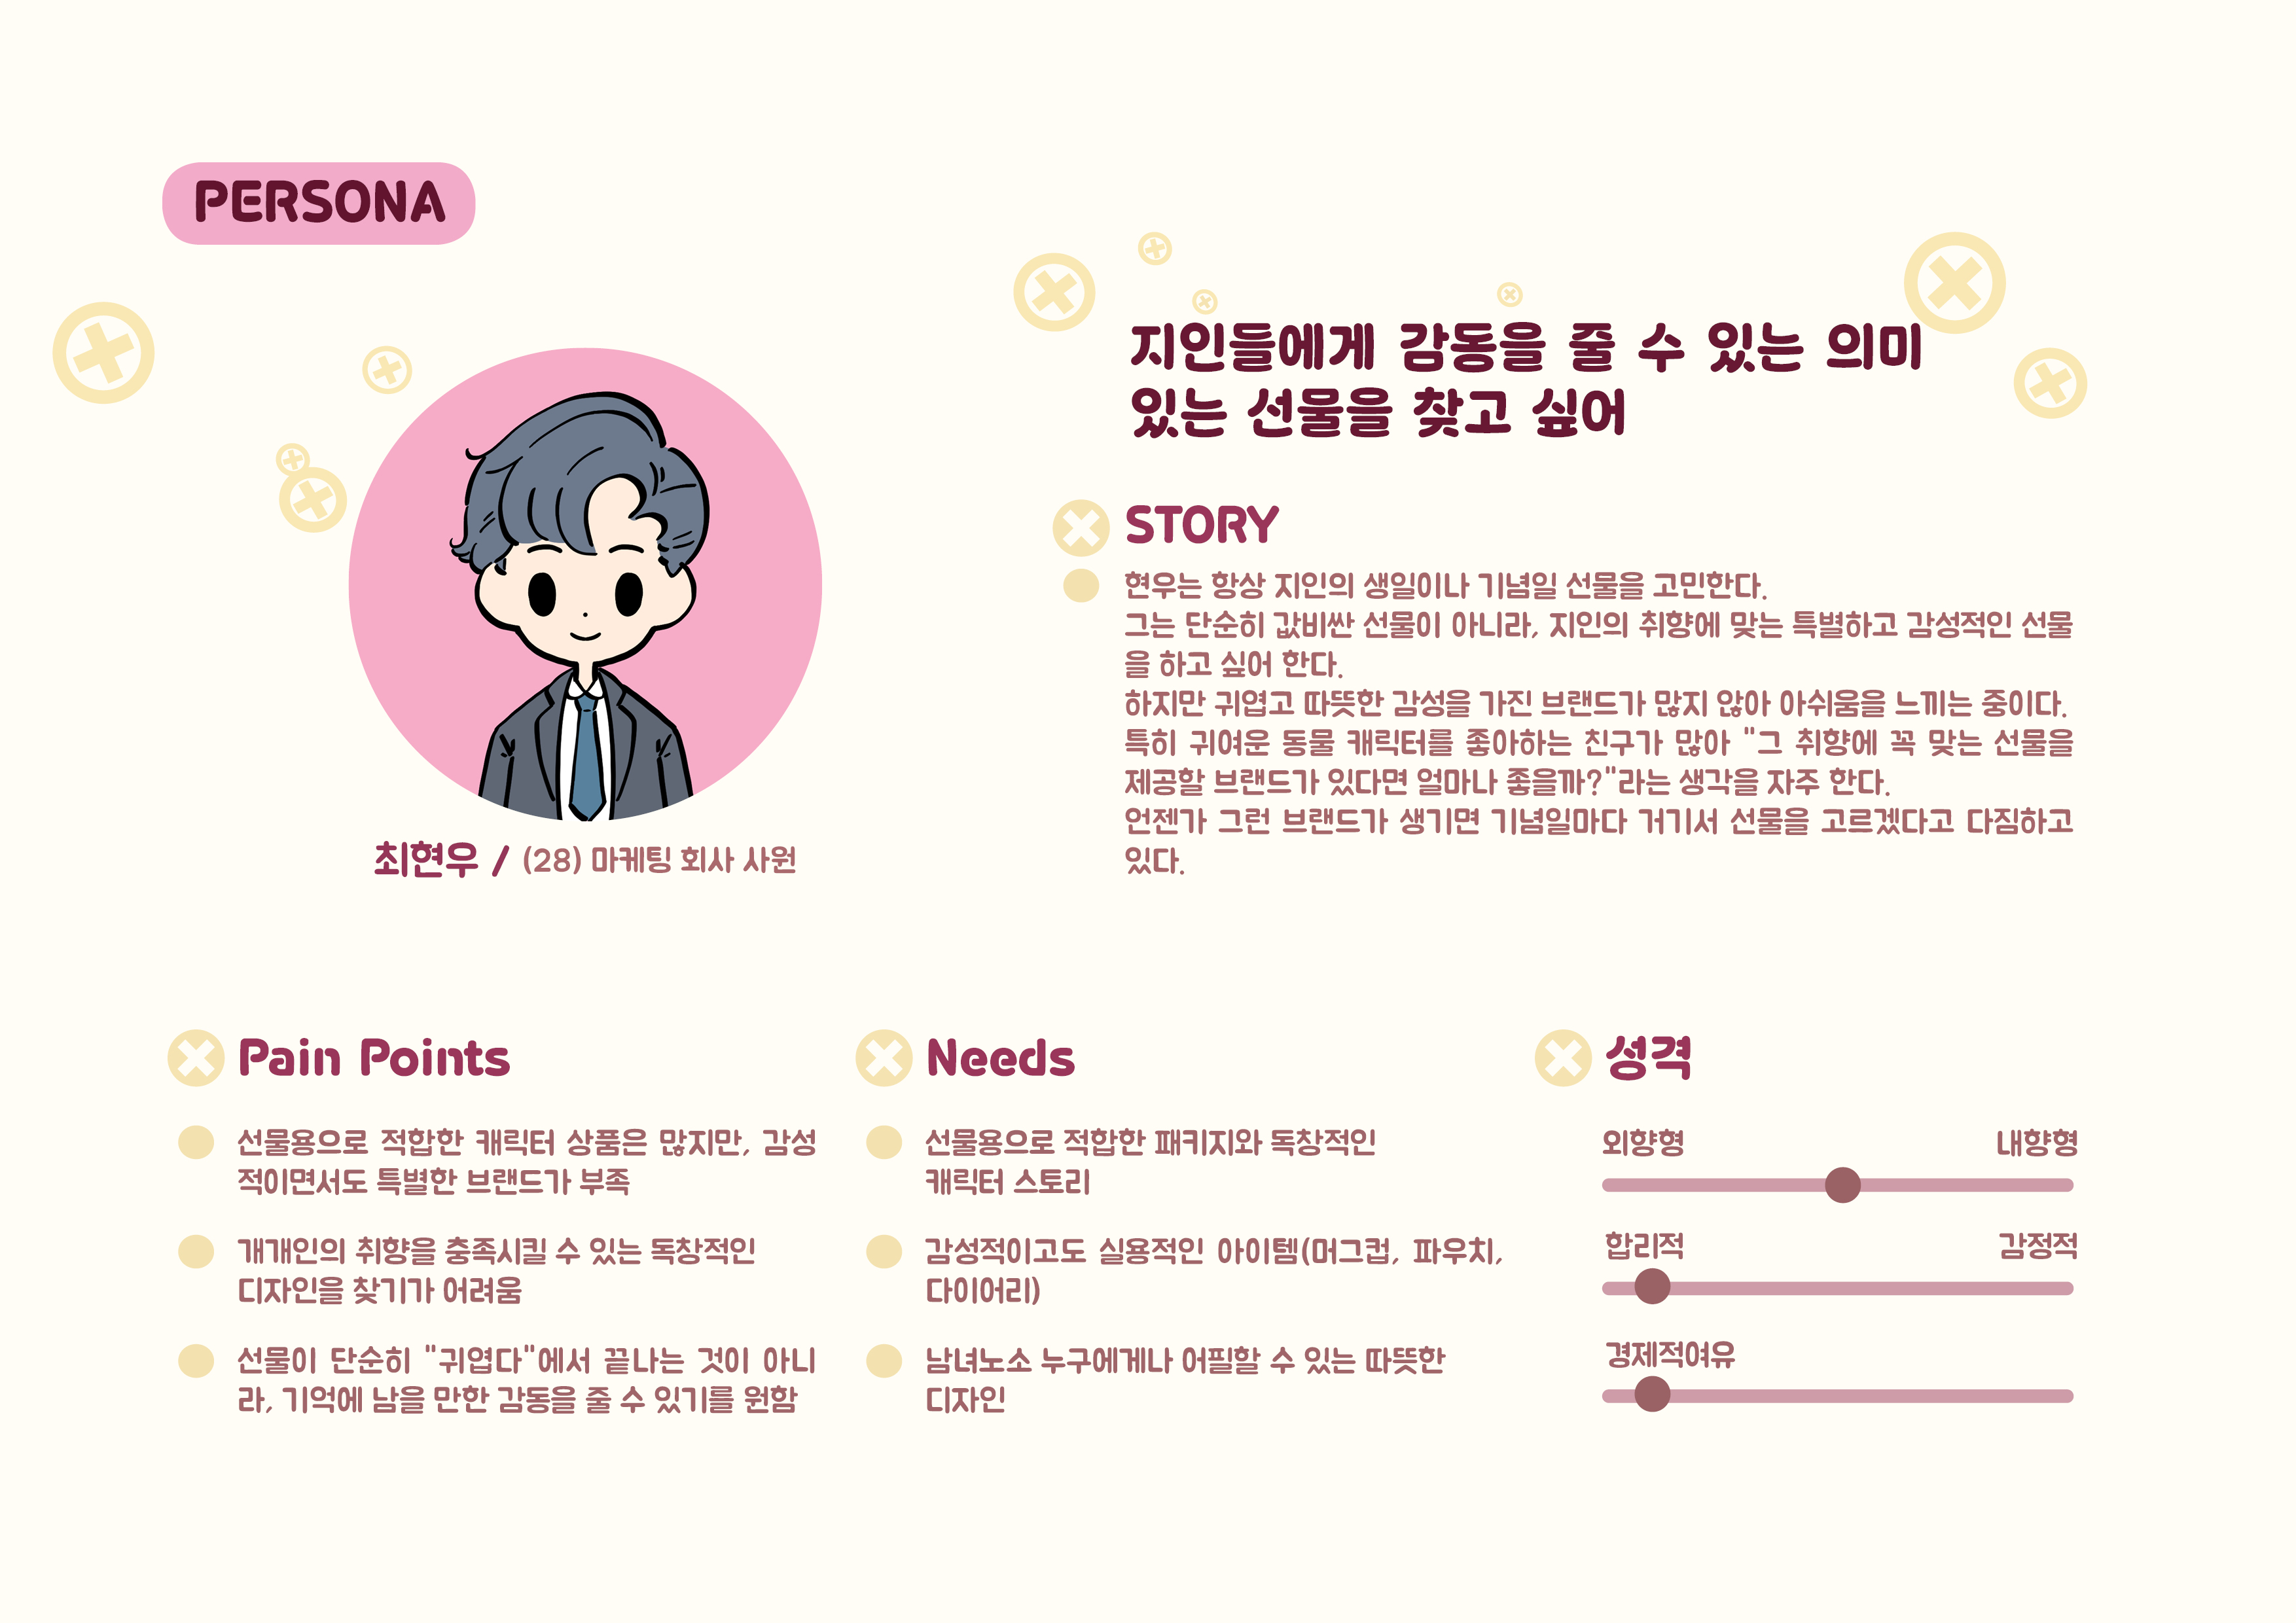 PERSONA
지인들에게 감동을 줄 수 있는 의미
있는 선물을 찾고 싶어
STORY
현우는 항상 지인의 생일이나 기념일 선물을 고민한다.
그는 단순히 값비싼 선물이 아니라, 지인의 취향에 맞는 특별하고 감성적인 선물
을 하고 싶어 한다.
하지만 귀엽고 따뜻한 감성을 가진 브랜드가 많지 않아 아쉬움을 느끼는 중이다.
특히 귀여운 동물 캐릭터를 좋아하는 친구가 많아 "그 취향에 꼭 맞는 선물을
제공할 브랜드가 있다면 얼마나 좋을까?"라는 생각을 자주 한다.
언젠가 그런 브랜드가 생기면 기념일마다 거기서 선물을 고르겠다고 다짐하고
있다.
최현우 / (28) 마케팅 회사 사원
Pain Points
선물용으로 적합한 캐릭터 상품은 많지만, 감성
적이면서도 특별한 브랜드가 부족
개개인의 취향을 충족시킬 수 있는 독창적인
디자인을 찾기가 어려움
선물이 단순히 "귀엽다"에서 끝나는 것이 아니
라, 기억에 남을 만한 감동을 줄 수 있기를 원함
Needs
선물용으로 적합한 패키지와 독창적인
캐릭터 스토리
감성적이고도 실용적인 아이템(머그컵, 파우치,
다이어리)
남녀노소 누구에게나 어필할 수 있는 따뜻한
디자인
성격
외향형 내향형
합리적 감정적
경제적여유